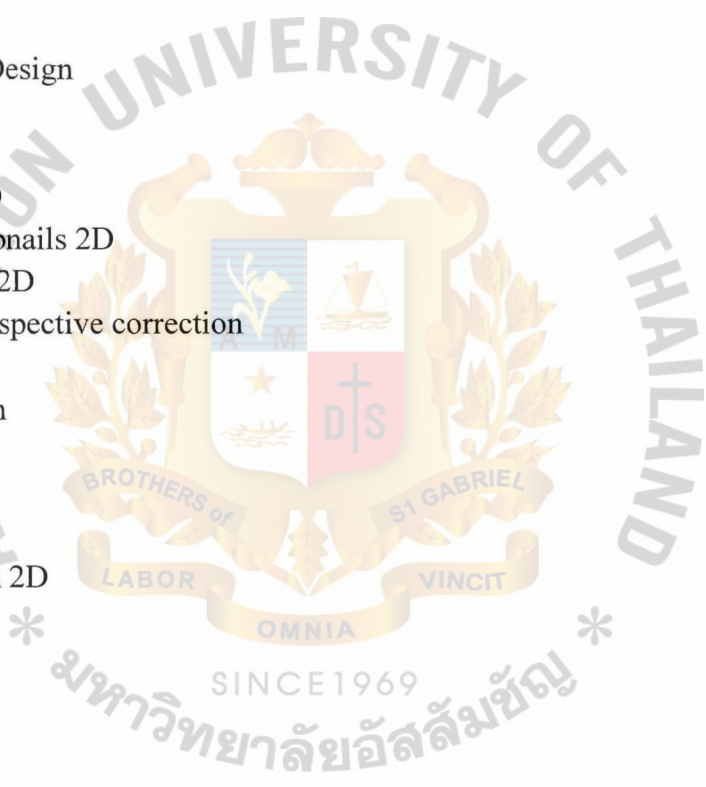 UNIVERSITY OF THAILAND
Design
2D
2D
spective correction
A M
D S
BROTHERS of ST GABRIEL
2D
LABOR VINCIT
OMNIA
SINCE1969
มหาวิทยาลัยอัสสัมชัญ